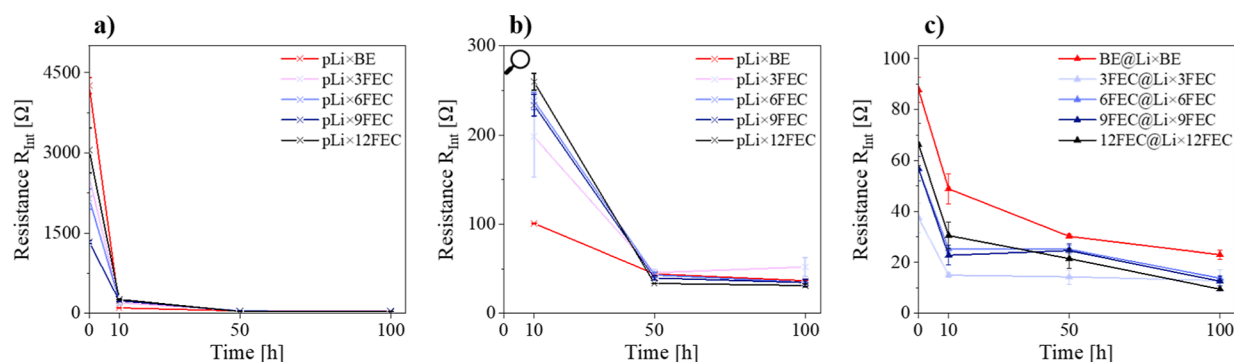 a)
Resistance R_Int [Ω]
4500
3000
1500
0
0 10 50 100
Time [h]
pLi×BE
pLi×3FEC
pLi×6FEC
pLi×9FEC
pLi×12FEC
b)
Resistance R_Int [Ω]
300
200
100
0
0 10 50 100
Time [h]
pLi×BE
pLi×3FEC
pLi×6FEC
pLi×9FEC
pLi×12FEC
c)
Resistance R_Int [Ω]
100
80
60
40
20
0
0 10 50 100
Time [h]
BE@Li×BE
3FEC@Li×3FEC
6FEC@Li×6FEC
9FEC@Li×9FEC
12FEC@Li×12FEC